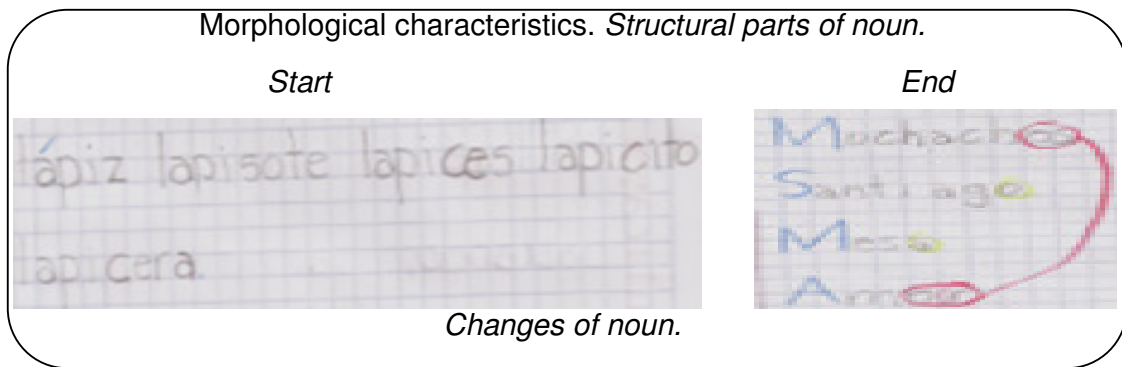 Morphological characteristics. Structural parts of noun.
Start End
lápiz lapisote lapices lapicito
lapicera
Muchachos
Santiago
Mesa
Amor
Changes of noun.